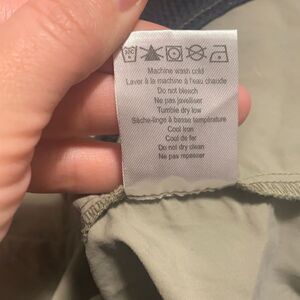 30C
Machine wash cold
Laver à la machine à l'eau chaude
Do not bleach
Ne pas javelliser
Tumble dry low
Sèche-linge à basse température
Cool Iron
Coul de fer
Do not dry clean
Ne pas repasser